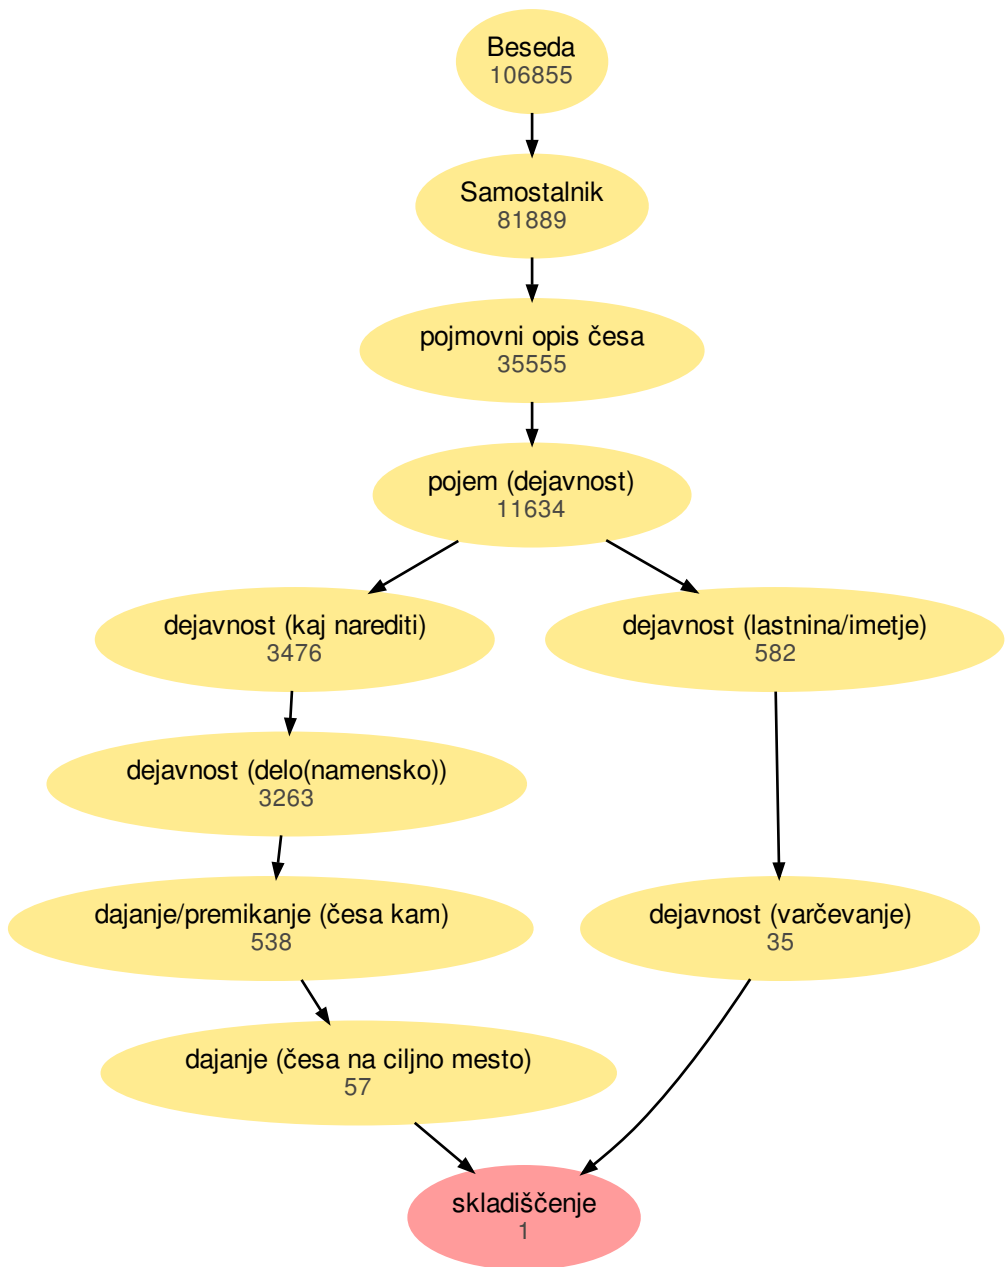 Beseda
106855
Samostalnik
81889
pojmovni opis česa
35555
pojem (dejavnost)
11634
dejavnost (kaj narediti)
3476
dejavnost (lastnina/imetje)
582
dejavnost (delo(namensko))
3263
dajanje/premikanje (česa kam)
538
dejavnost (varčevanje)
35
dajanje (česa na ciljno mesto)
57
skladiščenje
1